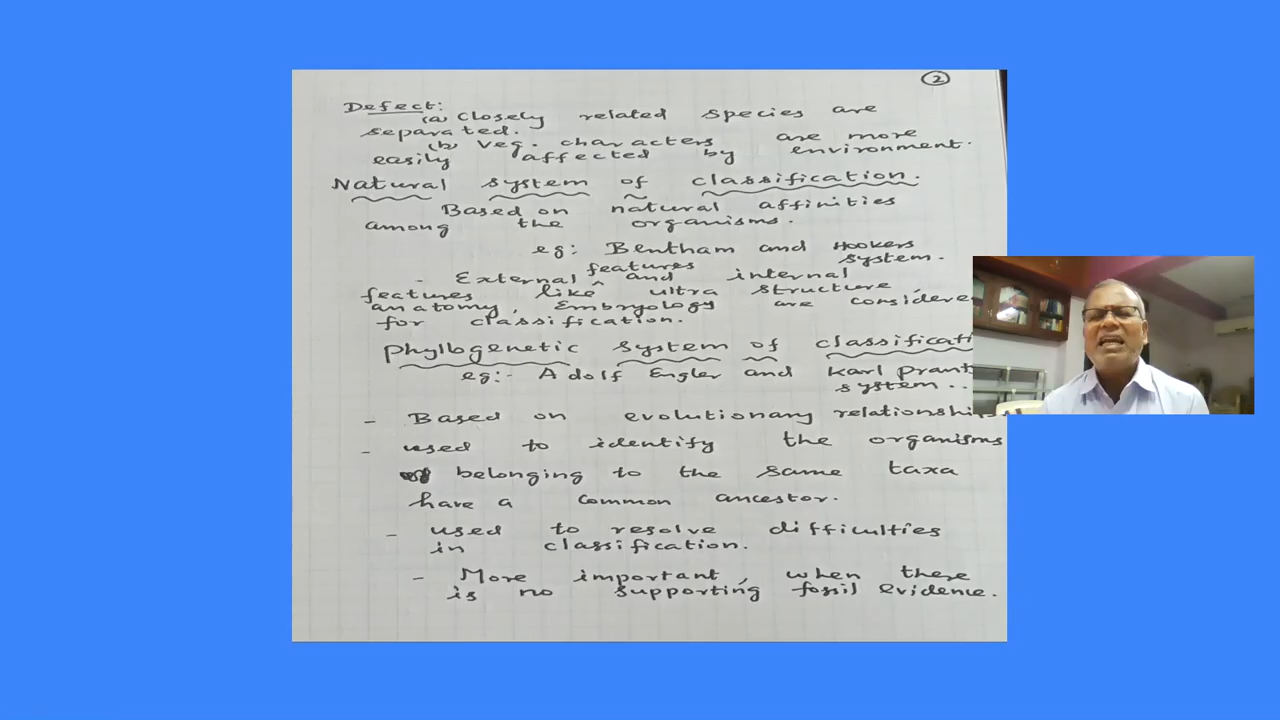 ②
Defect:
(a) Closely related species are
separated.
(b) Veg. characters are more
easily affected by environment.
Natural system of classification.
Based on natural affinities
among the organisms.
eg: Bentham and Hookers
system.
- External features and internal
features like ultra structure
anatomy, Embryology are considere
for classification.
phylogenetic system of classificati
eg:- Adolf Engler and Karl prant
system..
- Based on evolutionary relationshi
- used to identify the organisms
belonging to the same taxa
have a common ancestor.
- used to resolve difficulties
in classification.
- More important, when there
is no supporting fossil evidence.